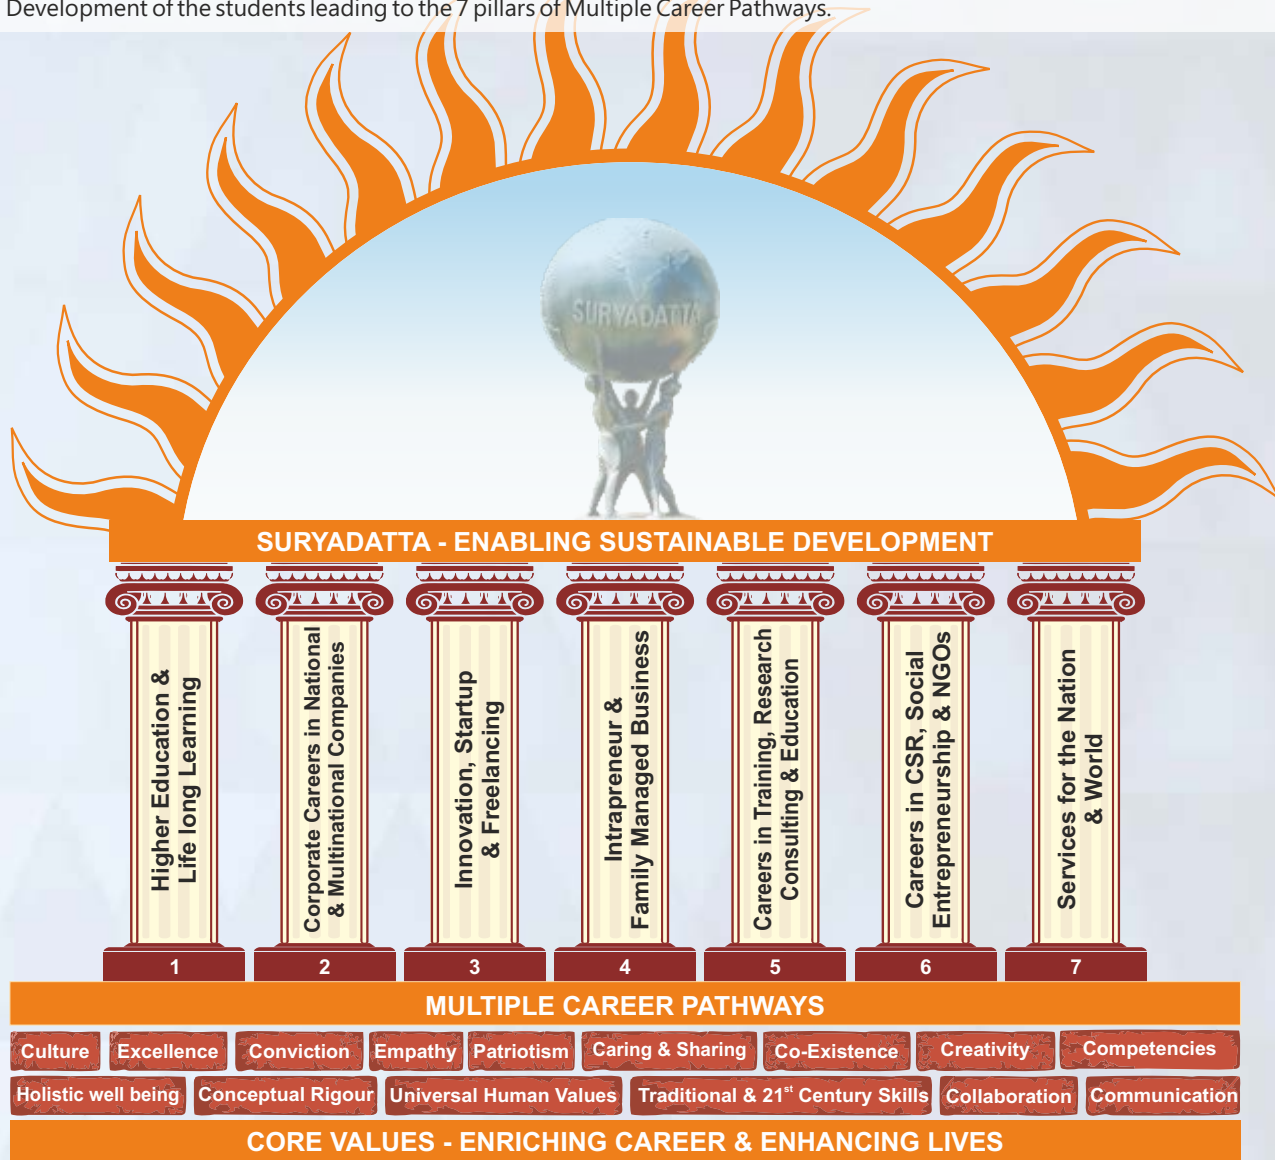 Development of the students leading to the 7 pillars of Multiple Career Pathways.
SURYADATTA
SURYADATTA - ENABLING SUSTAINABLE DEVELOPMENT
Higher Education &
Life long Learning
Corporate Careers in National
& Multinational Companies
Innovation, Startup
& Freelancing
Intrapreneur &
Family Managed Business
Careers in Training, Research
Consulting & Education
Careers in CSR, Social
Entrepreneurship & NGOs
Services for the Nation
& World
1 2 3 4 5 6 7
MULTIPLE CAREER PATHWAYS
Culture Excellence Conviction Empathy Patriotism Caring & Sharing Co-Existence Creativity Competencies
Holistic well being Conceptual Rigour Universal Human Values Traditional & 21st Century Skills Collaboration Communication
CORE VALUES - ENRICHING CAREER & ENHANCING LIVES